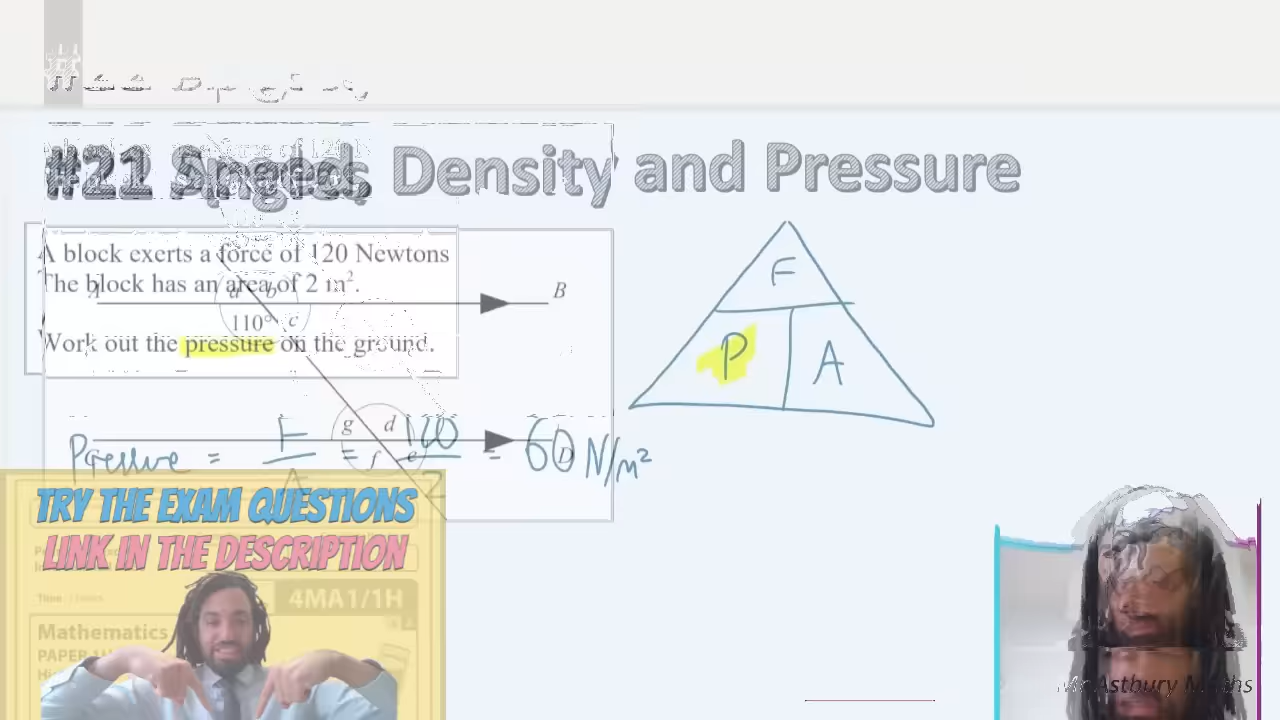 #21 Speed, Density and Pressure
A block exerts a force of 120 Newtons
The block has an area of 2 m².
Work out the pressure on the ground.
A
B
a b
110° c
g d
f e
D
F
P A
Pressure = F/A = 120/2 = 60 N/m²
TRY THE EXAM QUESTIONS
LINK IN THE DESCRIPTION
4MA1/1H
Mathematics
Mr Astbury Maths